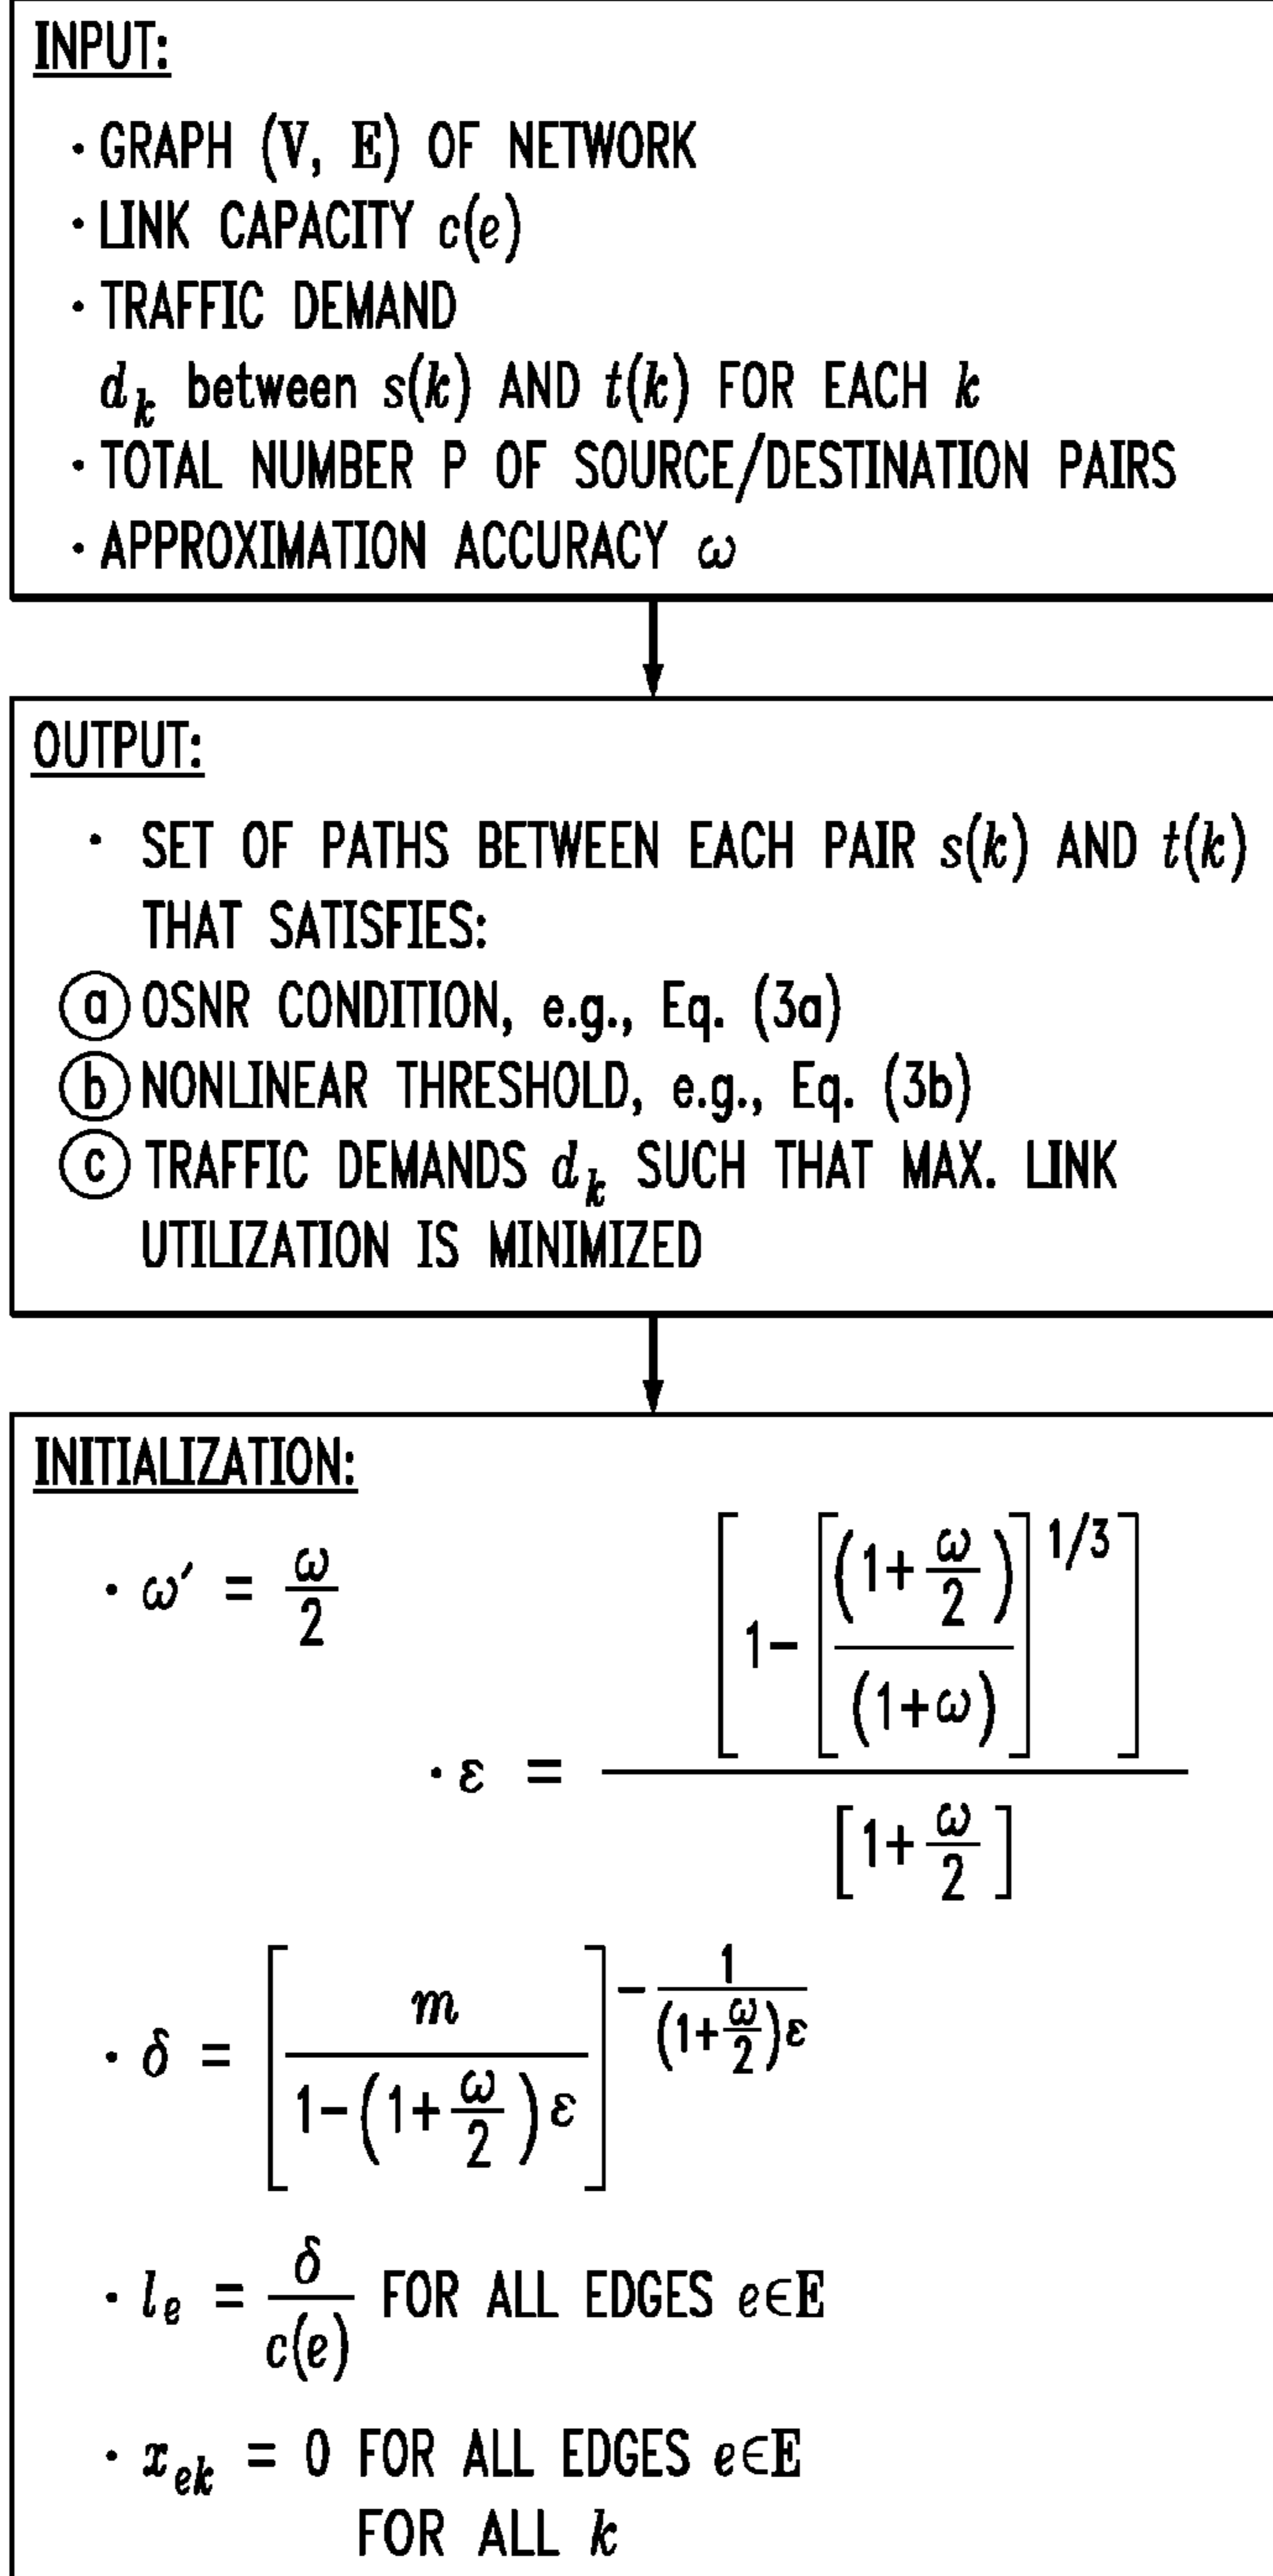 INPUT:
· GRAPH (V, E) OF NETWORK
· LINK CAPACITY c(e)
· TRAFFIC DEMAND
d_k between s(k) AND t(k) FOR EACH k
· TOTAL NUMBER P OF SOURCE/DESTINATION PAIRS
· APPROXIMATION ACCURACY ω
OUTPUT:
· SET OF PATHS BETWEEN EACH PAIR s(k) AND t(k)
THAT SATISFIES:
ⓐ OSNR CONDITION, e.g., Eq. (3a)
ⓑ NONLINEAR THRESHOLD, e.g., Eq. (3b)
ⓒ TRAFFIC DEMANDS d_k SUCH THAT MAX. LINK
UTILIZATION IS MINIMIZED
INITIALIZATION:
· ω′ = ω/2
· ε = [1-[(1+ω/2)/(1+ω)]^1/3]/[1+ω/2]
· δ = [m/(1-(1+ω/2)ε)]^(-1/((1+ω/2)ε))
· l_e = δ/c(e) FOR ALL EDGES e∈E
· x_ek = 0 FOR ALL EDGES e∈E
FOR ALL k